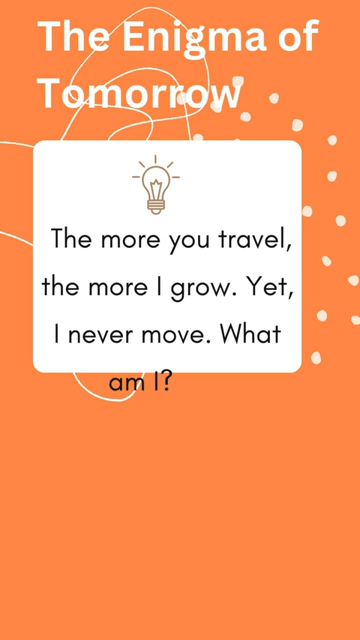 The Enigma of
Tomorrow
The more you travel,
the more I grow. Yet,
I never move. What
am I?